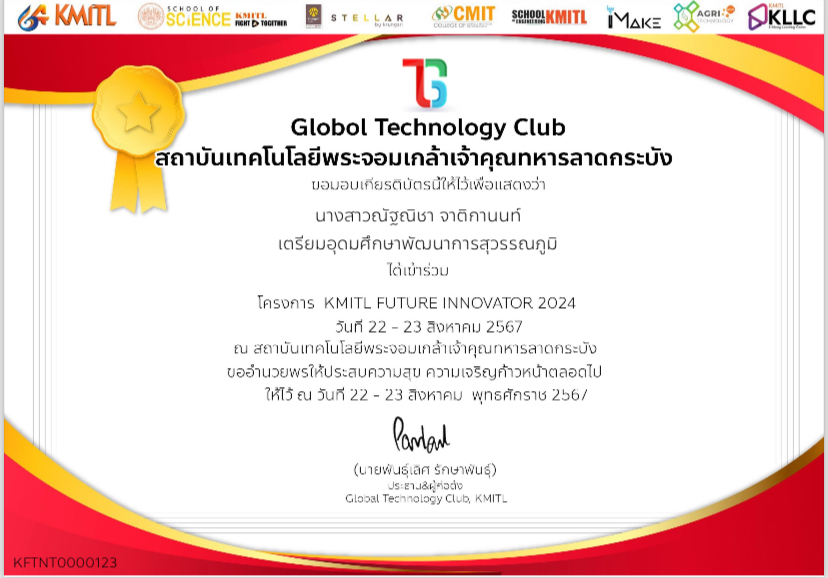 64 KMITL SCHOOL OF SCiENCE KMITL FIGHT TOGETHER STELLAR CMIT SCHOOL OF ENGINEERING KMITL iMAKE AGRI KMITL KLLC
Globol Technology Club
สถาบันเทคโนโลยีพระจอมเกล้าเจ้าคุณทหารลาดกระบัง
ขอมอบเกียรติบัตรนี้ให้ไว้เพื่อแสดงว่า
นางสาวณัฐณิชา จาติกานนท์
เตรียมอุดมศึกษาพัฒนาการสุวรรณภูมิ
ได้เข้าร่วม
โครงการ KMITL FUTURE INNOVATOR 2024
วันที่ 22 - 23 สิงหาคม 2567
ณ สถาบันเทคโนโลยีพระจอมเกล้าเจ้าคุณทหารลาดกระบัง
ขออำนวยพรให้ประสบความสุข ความเจริญก้าวหน้าตลอดไป
ให้ไว้ ณ วันที่ 22 - 23 สิงหาคม พุทธศักราช 2567
(นายพันธุ์เลิศ รักษาพันธุ์)
ประธาน&ผู้ก่อตั้ง
Global Technology Club, KMITL
KFTNT0000123